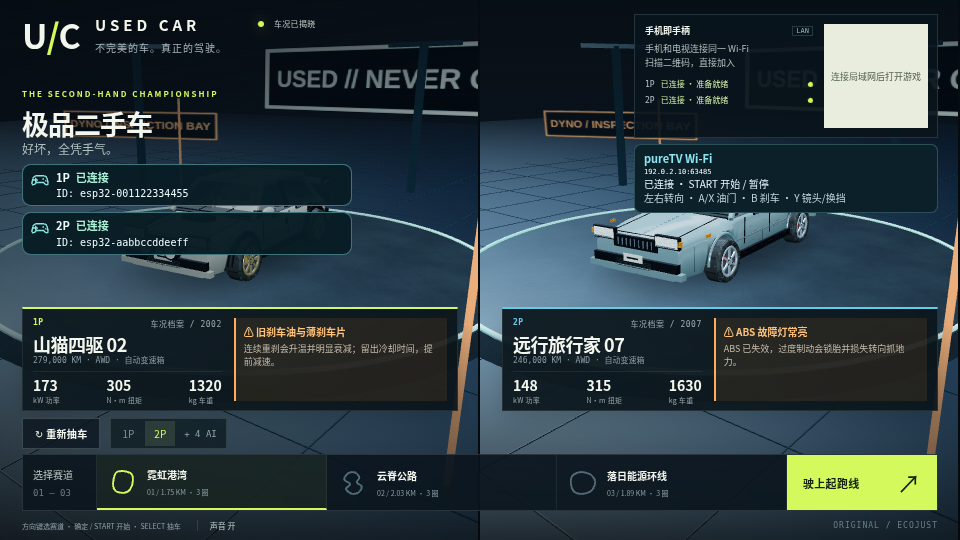 U/C USED CAR
不完美的车。真正的驾驶。
车况已揭晓
THE SECOND-HAND CHAMPIONSHIP
极品二手车
好坏，全凭手气。
USED // NEVER
DYNO / INSPECTION BAY
1P 已连接
ID: esp32-001122334455
2P 已连接
ID: esp32-aabbccddeeff
手机即手柄 LAN
手机和电视连接同一 Wi-Fi
扫描二维码，直接加入
1P 已连接 · 准备就绪
2P 已连接 · 准备就绪
连接局域网后打开游戏
pureTV Wi-Fi
192.0.2.10:63485
已连接 · START 开始 / 暂停
左右转向 · A/X 油门 · B 刹车 · Y 镜头/换挡
1P 车况档案 / 2002
山猫四驱 02
279,000 KM · AWD · 自动变速箱
173 305 1320
kW 功率 N·m 扭矩 kg 车重
⚠ 旧刹车油与薄刹车片
连续重刹会升温并明显衰减；留出冷却时间，提
前减速。
2P 车况档案 / 2007
远行旅行家 07
246,000 KM · AWD · 自动变速箱
148 315 1630
kW 功率 N·m 扭矩 kg 车重
⚠ ABS 故障灯常亮
ABS 已失效，过度制动会锁胎并损失转向抓地
力。
↻ 重新抽车
1P 2P + 4 AI
选择赛道
01 — 03
霓虹港湾
01 / 1.75 KM · 3 圈
云脊公路
02 / 2.03 KM · 3 圈
落日能源环线
03 / 1.89 KM · 3 圈
驶上起跑线
方向键选赛道 · 确定 / START 开始 · SELECT 抽车
声音 开
ORIGINAL / ECOJUST